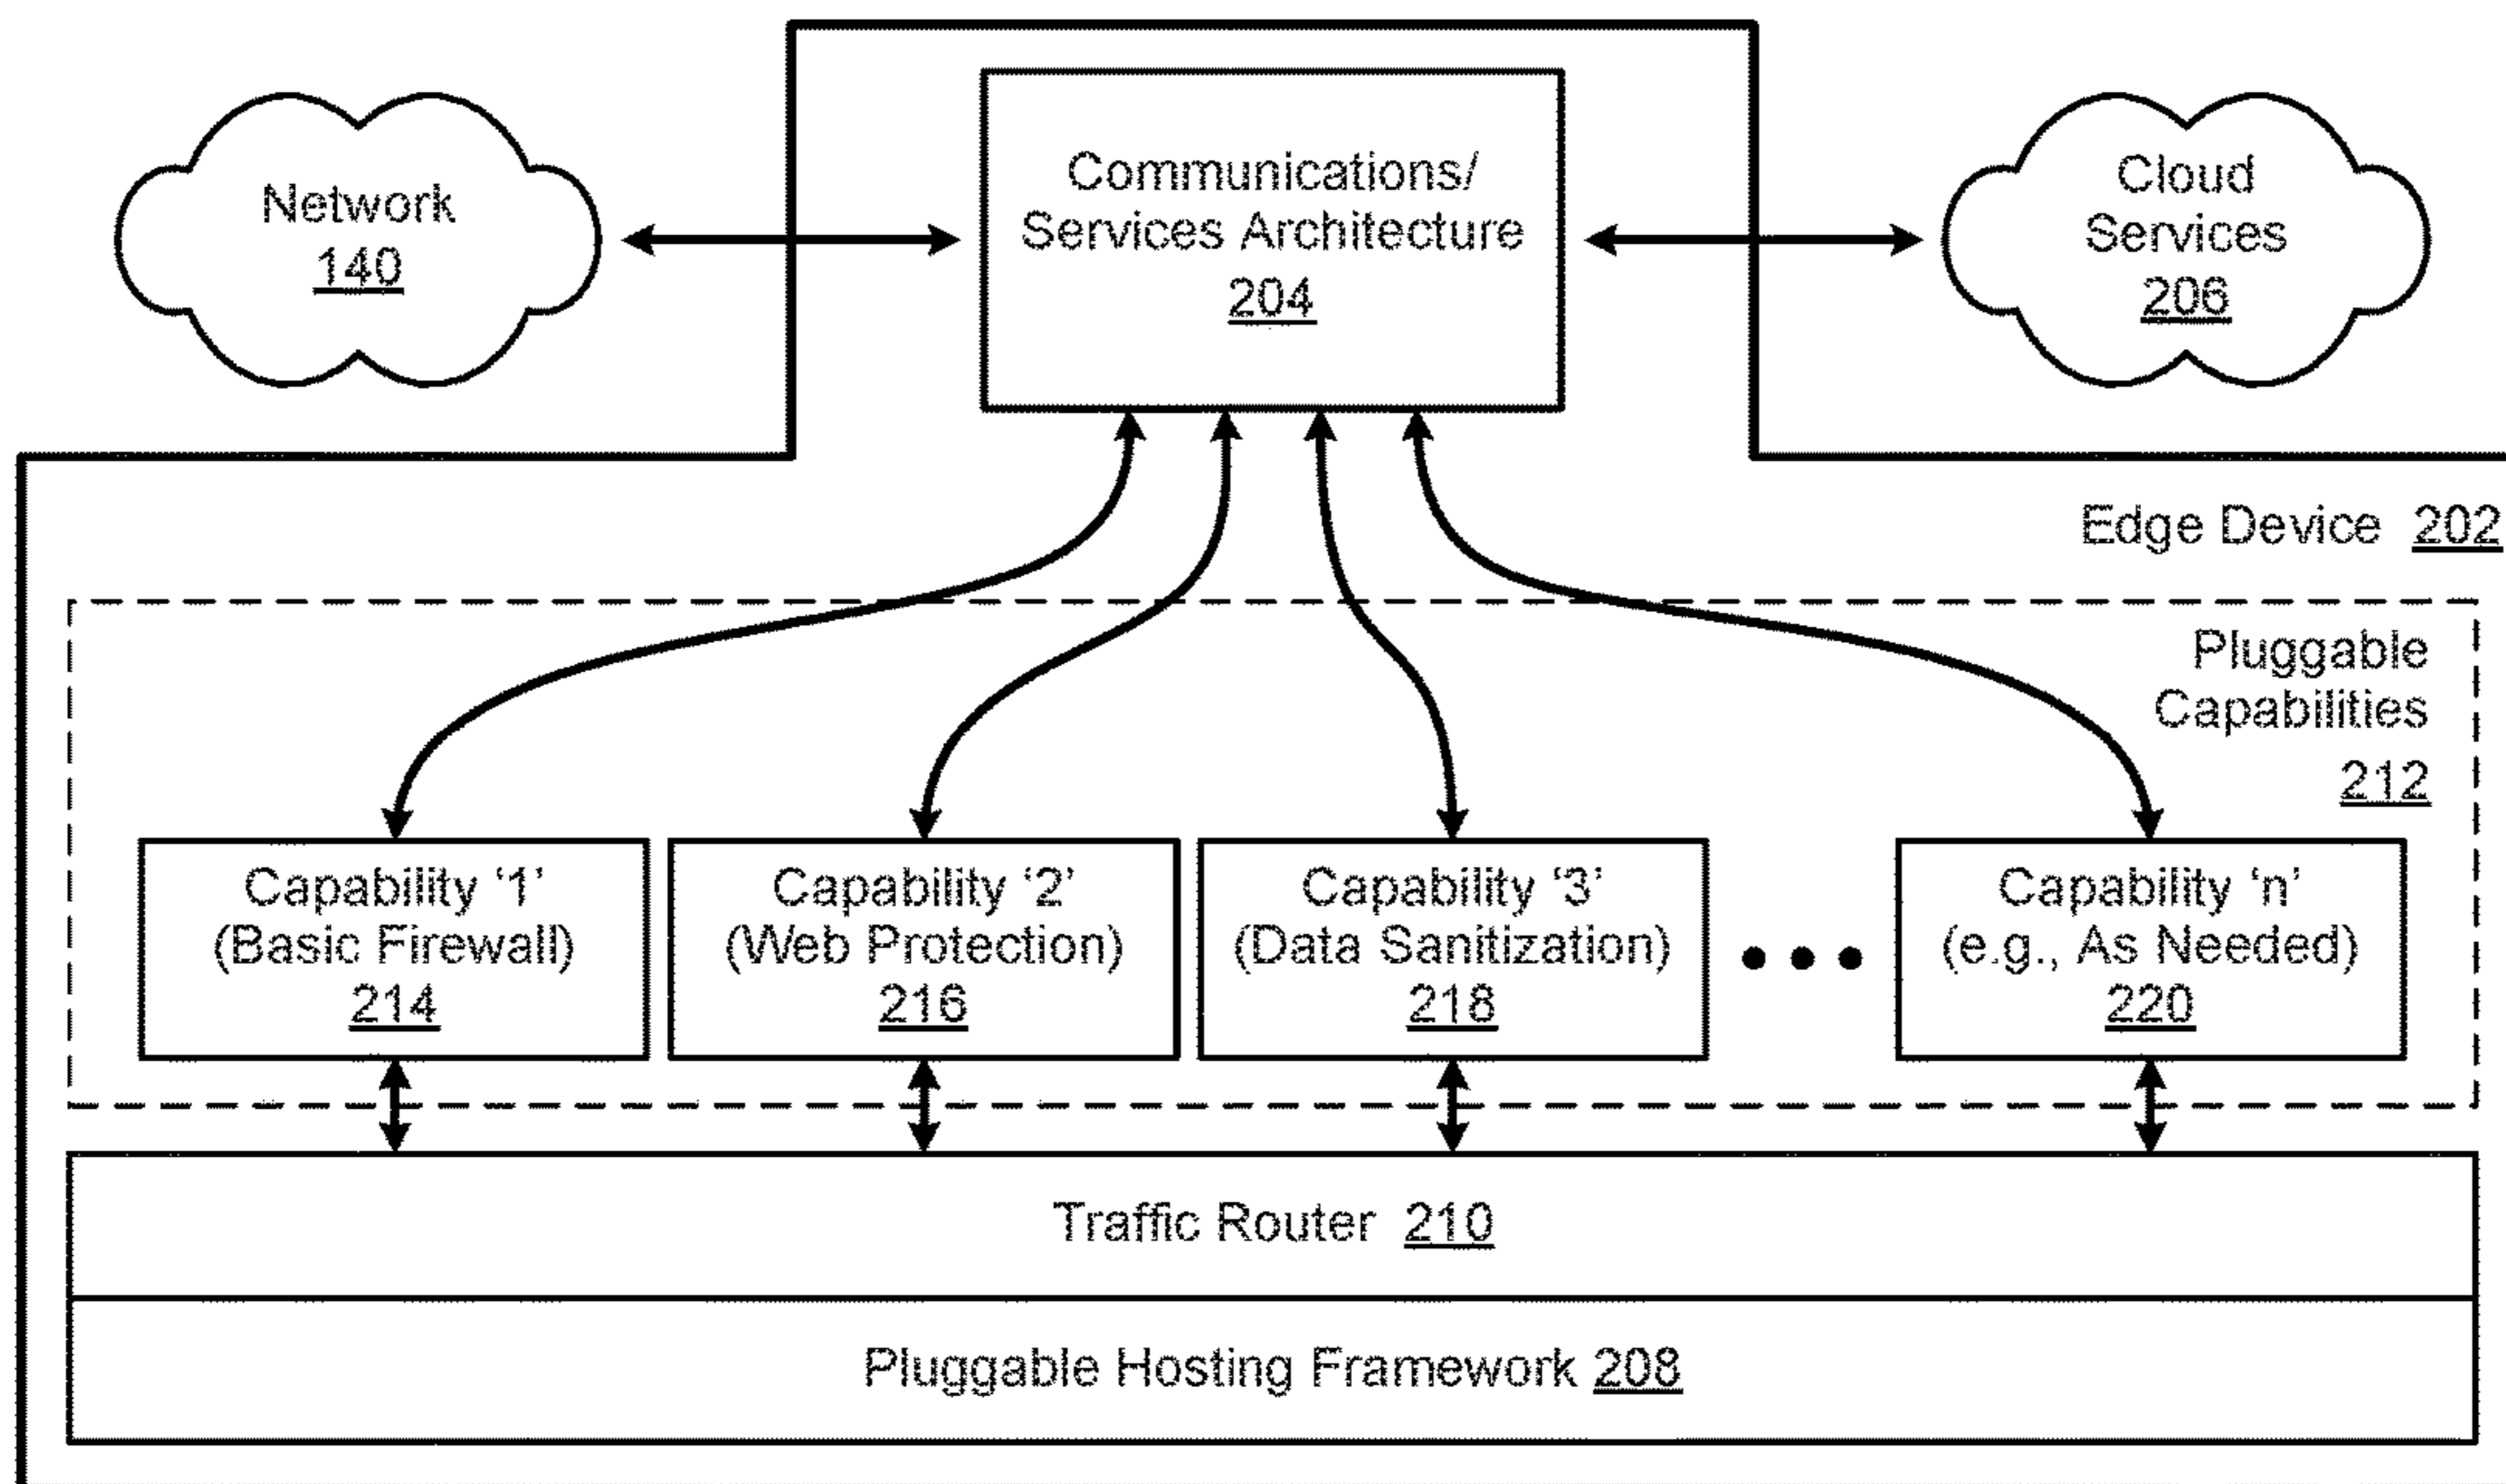 Network
140
Communications/
Services Architecture
204
Cloud
Services
206
Edge Device 202
Pluggable
Capabilities
212
Capability ‘1’
(Basic Firewall)
214
Capability ‘2’
(Web Protection)
216
Capability ‘3’
(Data Sanitization)
218
Capability ‘n’
(e.g., As Needed)
220
Traffic Router 210
Pluggable Hosting Framework 208